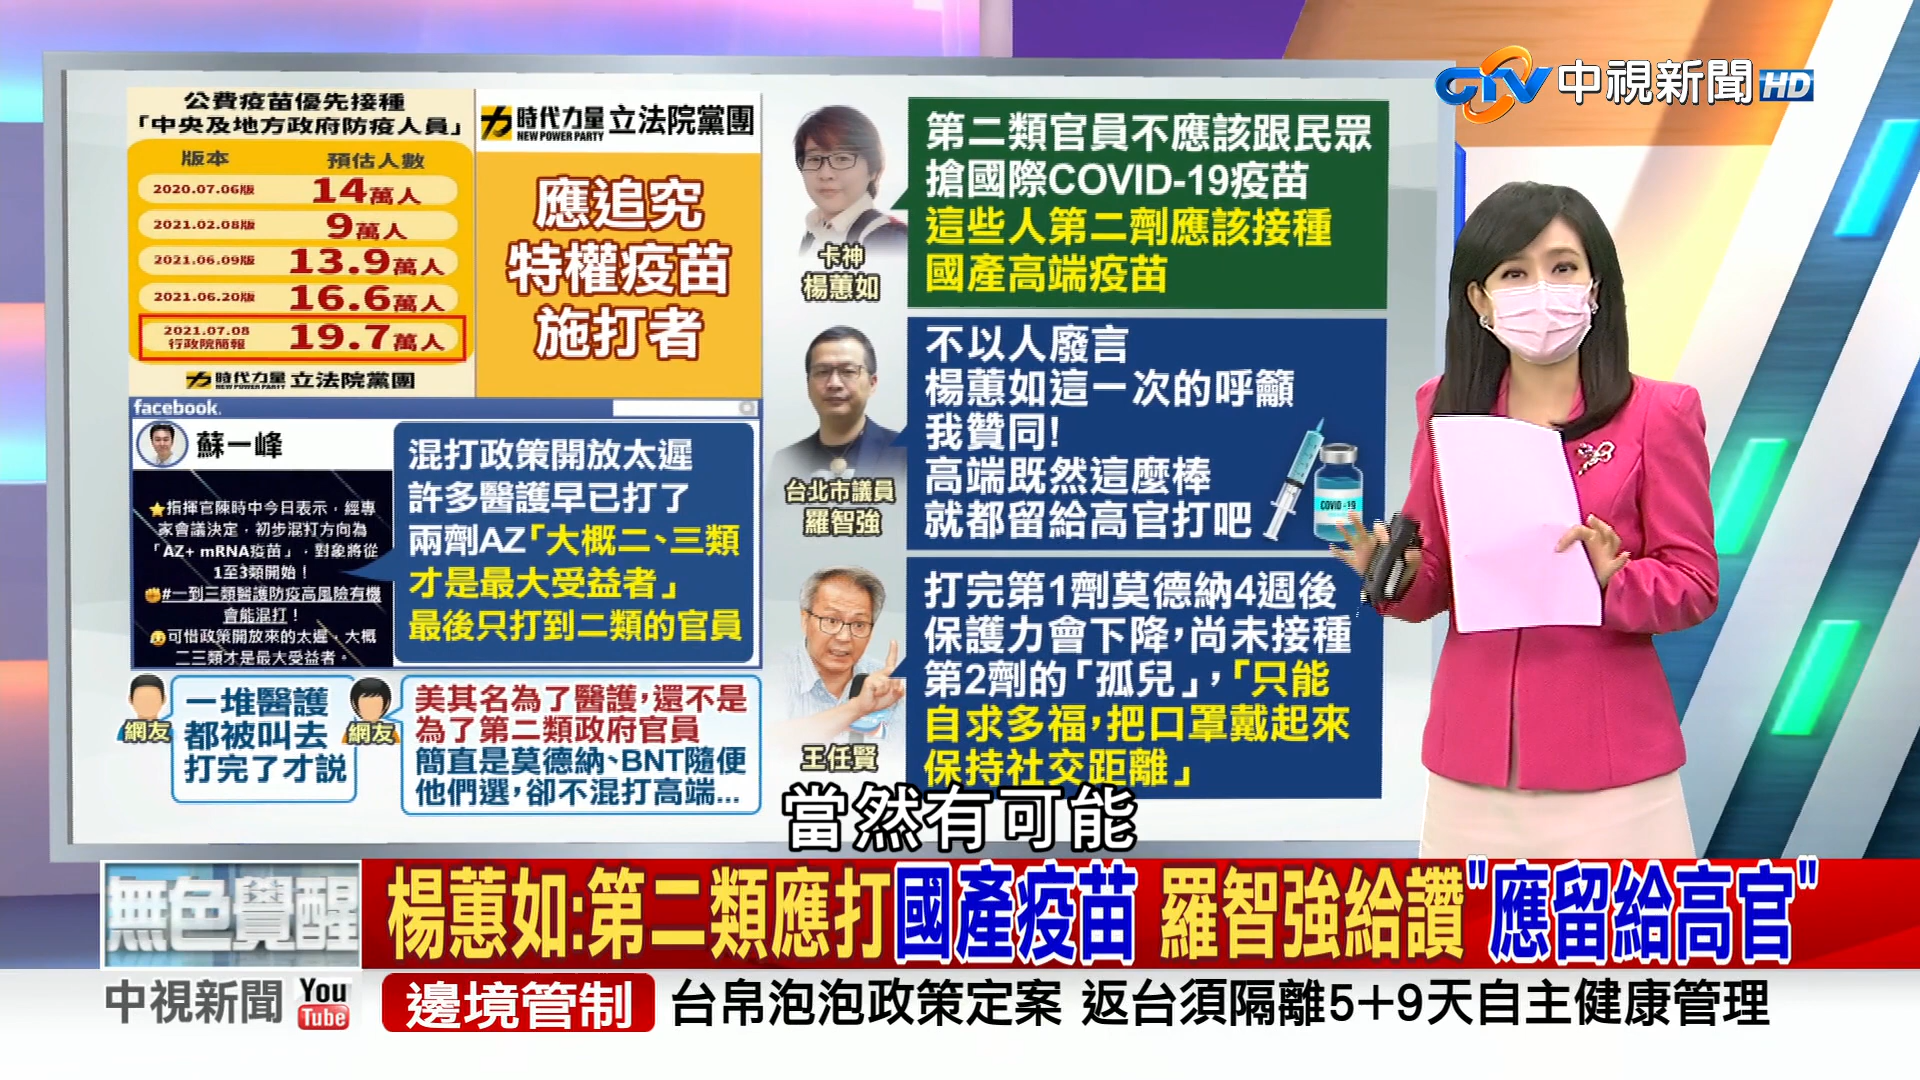 公費疫苗優先接種
「中央及地方政府防疫人員」
版本 預估人數
2020.07.06版 14萬人
2021.02.08版 9萬人
2021.06.09版 13.9萬人
2021.06.20版 16.6萬人
2021.07.08
行政院簡報 19.7萬人
時代力量 立法院黨團
NEW POWER PARTY
時代力量 立法院黨團
NEW POWER PARTY
應追究
特權疫苗
施打者
facebook.
蘇一峰
指揮官陳時中今日表示，經專
家會議決定，初步混打方向為
「AZ+ mRNA疫苗」，對象將從
1至3類開始！
#一到三類醫護防疫高風險有機
會能混打！
可惜政策開放來的太遲，大概
二三類才是最大受益者。
混打政策開放太遲
許多醫護早已打了
兩劑AZ「大概二、三類
才是最大受益者」
最後只打到二類的官員
網友
一堆醫護
都被叫去
打完了才説
網友
美其名為了醫護，還不是
為了第二類政府官員
簡直是莫德納、BNT隨便
他們選，卻不混打高端...
卡神
楊蕙如
第二類官員不應該跟民眾
搶國際COVID-19疫苗
這些人第二劑應該接種
國產高端疫苗
台北市議員
羅智強
不以人廢言
楊蕙如這一次的呼籲
我贊同!
高端既然這麼棒
就都留給高官打吧
COVID-19
王任賢
打完第1劑莫德納4週後
保護力會下降，尚未接種
第2劑的「孤兒」，「只能
自求多福，把口罩戴起來
保持社交距離」
CTV中視新聞HD
當然有可能
無色覺醒
楊蕙如:第二類應打國產疫苗 羅智強給讚"應留給高官"
中視新聞 YouTube
邊境管制 台帛泡泡政策定案 返台須隔離5+9天自主健康管理